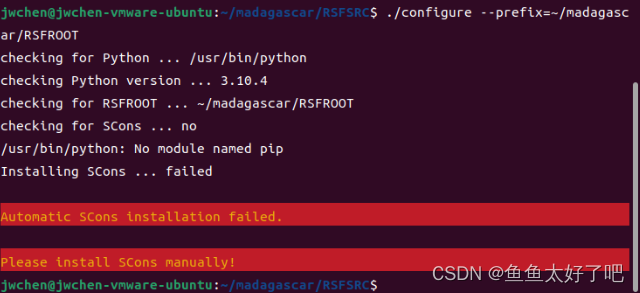 jwchen@jwchen-vmware-ubuntu:~/madagascar/RSFSRC$ ./configure --prefix=~/madagasc
ar/RSFROOT
checking for Python ... /usr/bin/python
checking Python version ... 3.10.4
checking for RSFROOT ... ~/madagascar/RSFROOT
checking for SCons ... no
/usr/bin/python: No module named pip
Installing SCons ... failed
Automatic SCons installation failed.
Please install SCons manually!
jwchen@jwchen-vmware-ubuntu:~/madagascar/RSFSRC$
CSDN @鱼鱼太好了吧